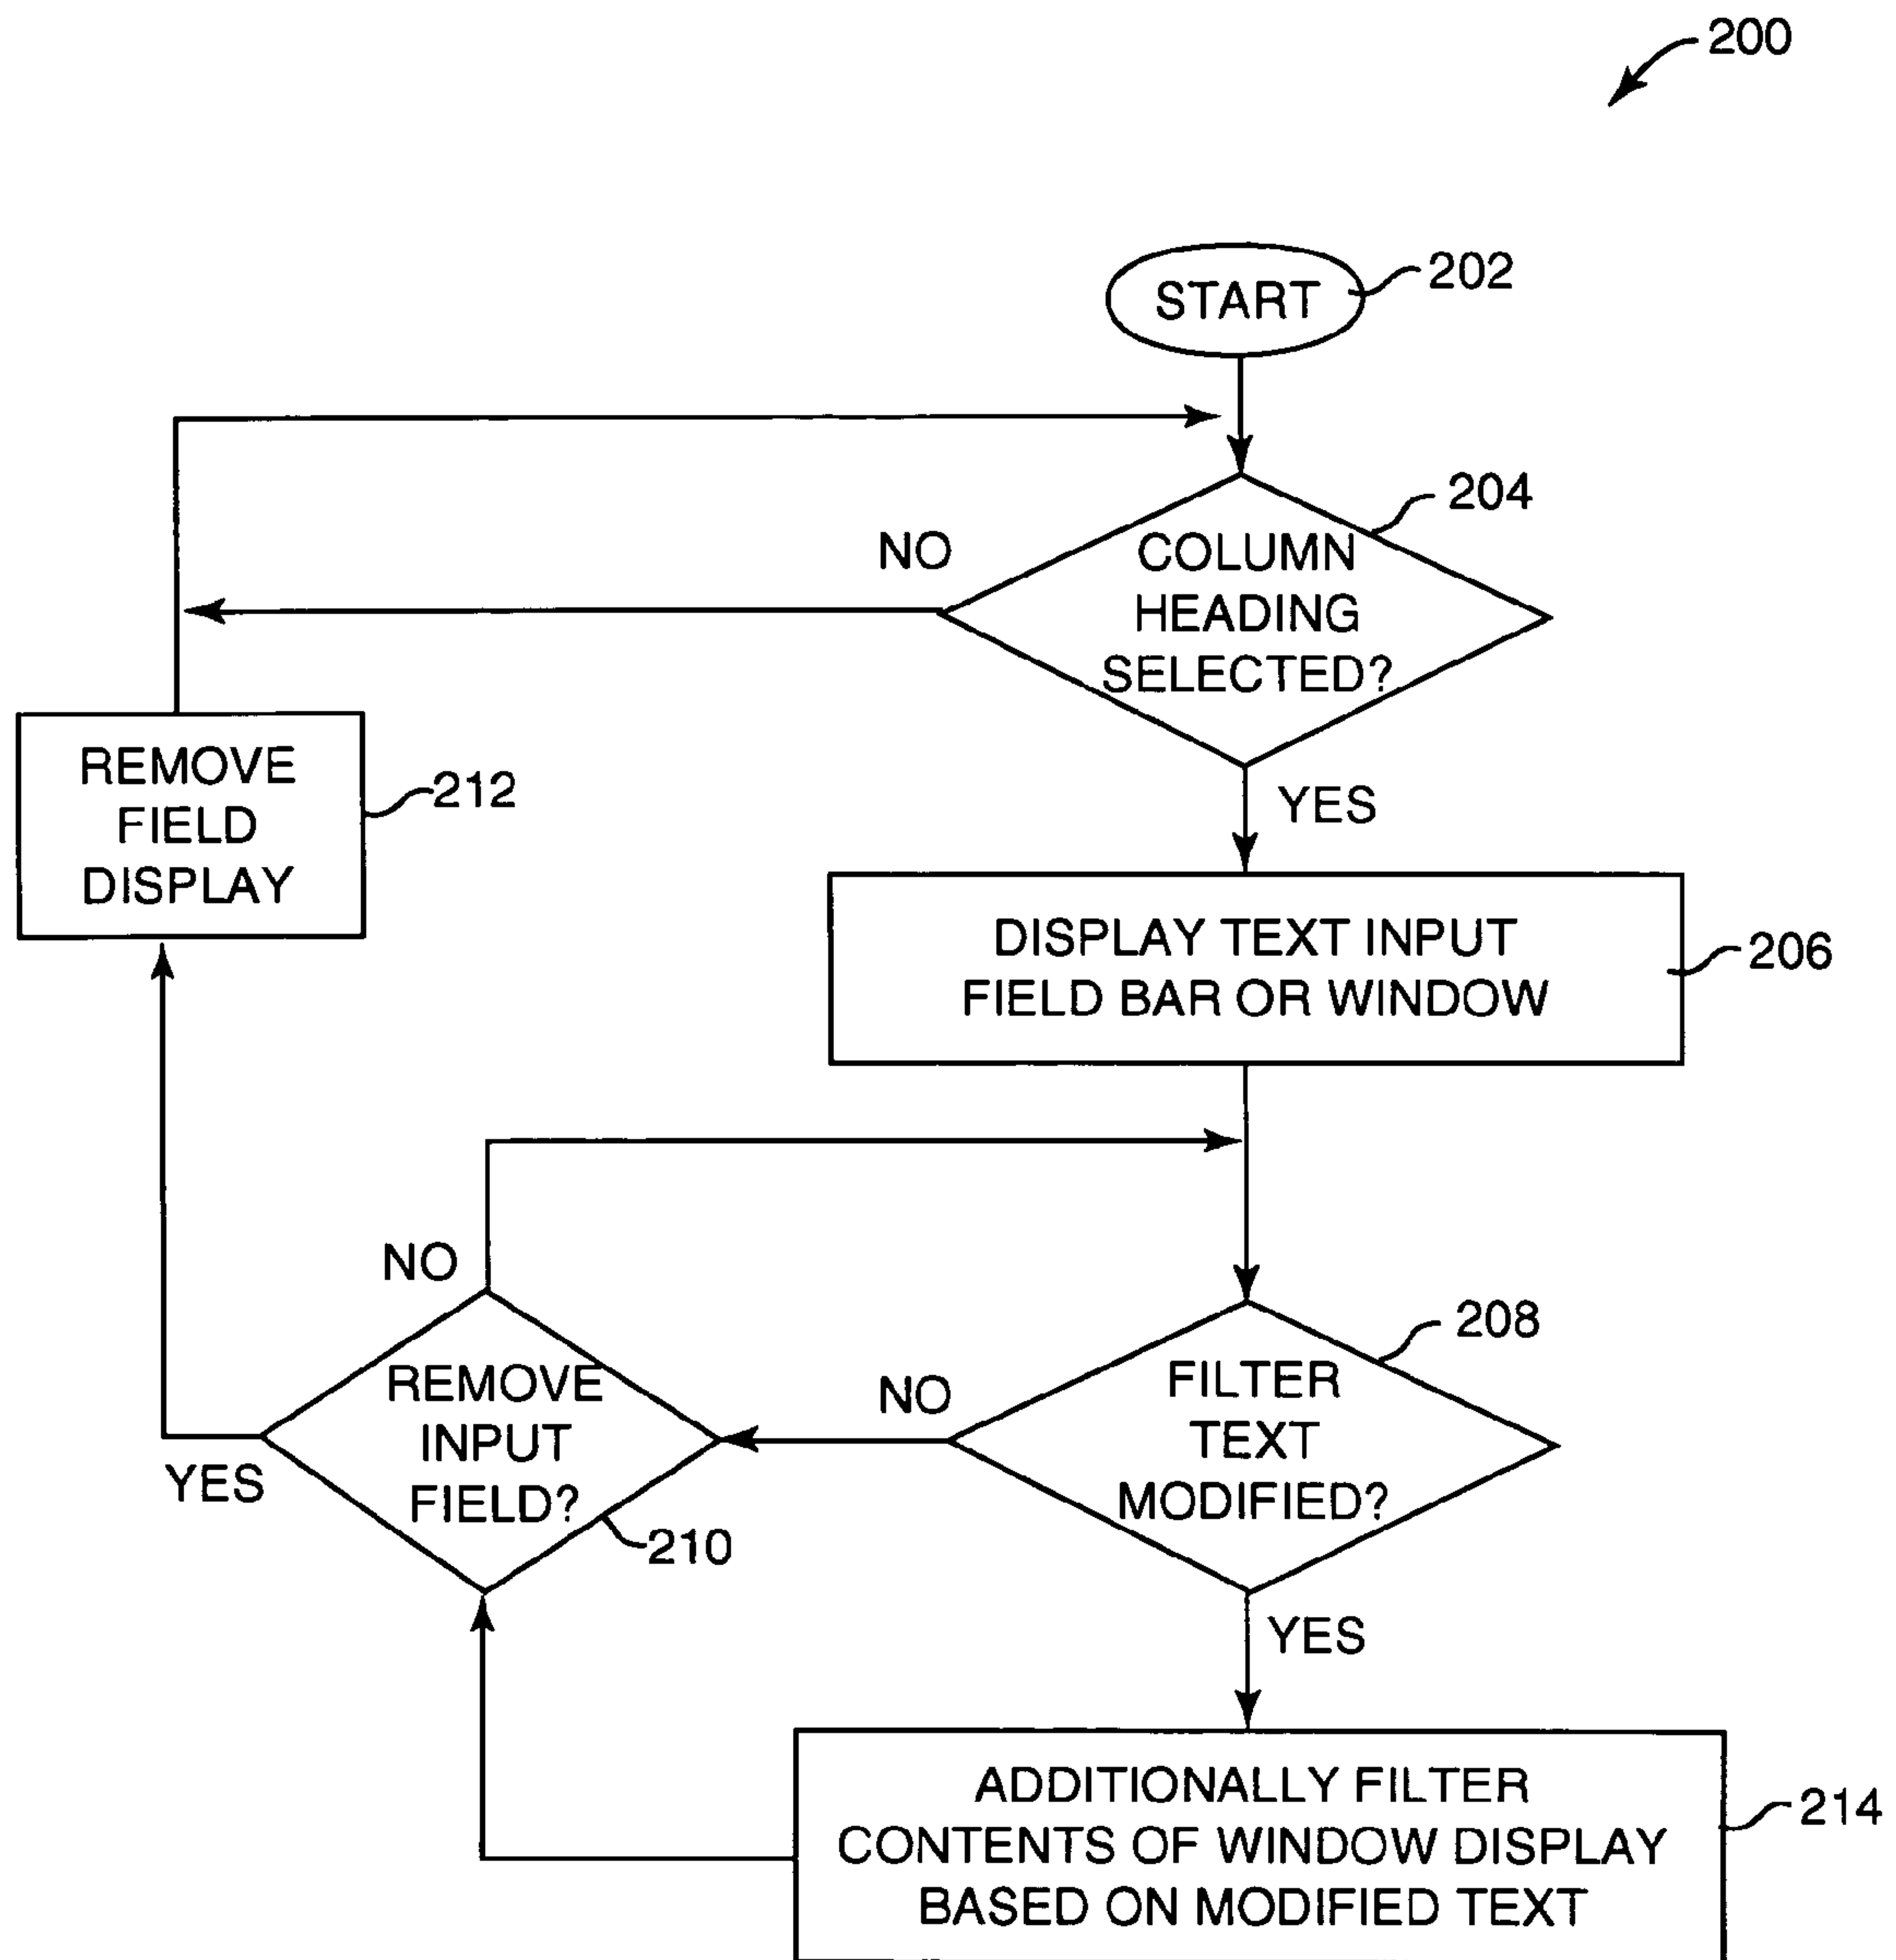 200
START
202
204
NO
COLUMN
HEADING
SELECTED?
REMOVE
FIELD
DISPLAY
212
YES
DISPLAY TEXT INPUT
FIELD BAR OR WINDOW
206
NO
208
REMOVE
INPUT
FIELD?
NO
FILTER
TEXT
MODIFIED?
YES
210
YES
ADDITIONALLY FILTER
CONTENTS OF WINDOW DISPLAY
BASED ON MODIFIED TEXT
214